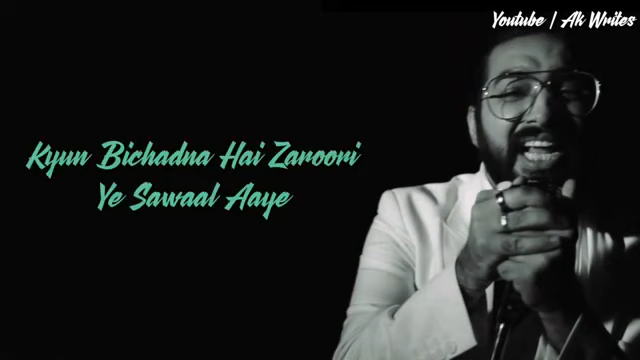 Youtube | Ak Writes
Kyun Bichadna Hai Zaroori
Ye Sawaal Aaye